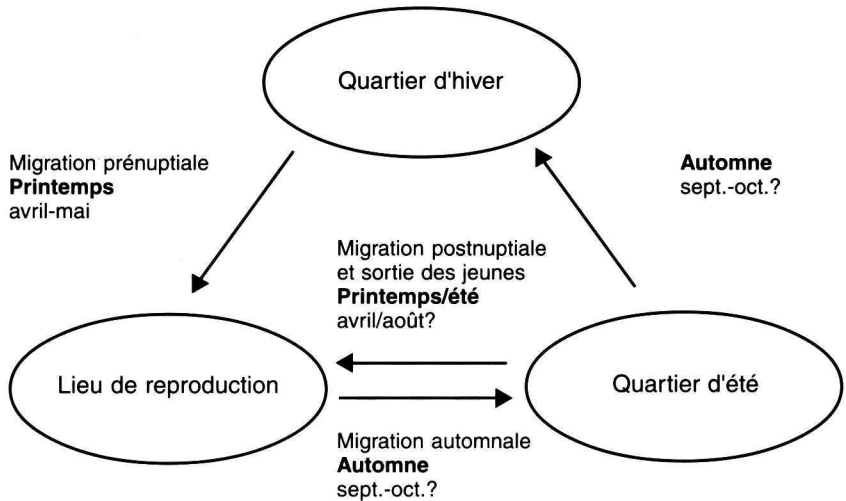 Quartier d'hiver
Migration prénuptiale
Printemps
avril-mai
Automne
sept.-oct.?
Migration postnuptiale
et sortie des jeunes
Printemps/été
avril/août?
Lieu de reproduction
Quartier d'été
Migration automnale
Automne
sept.-oct.?